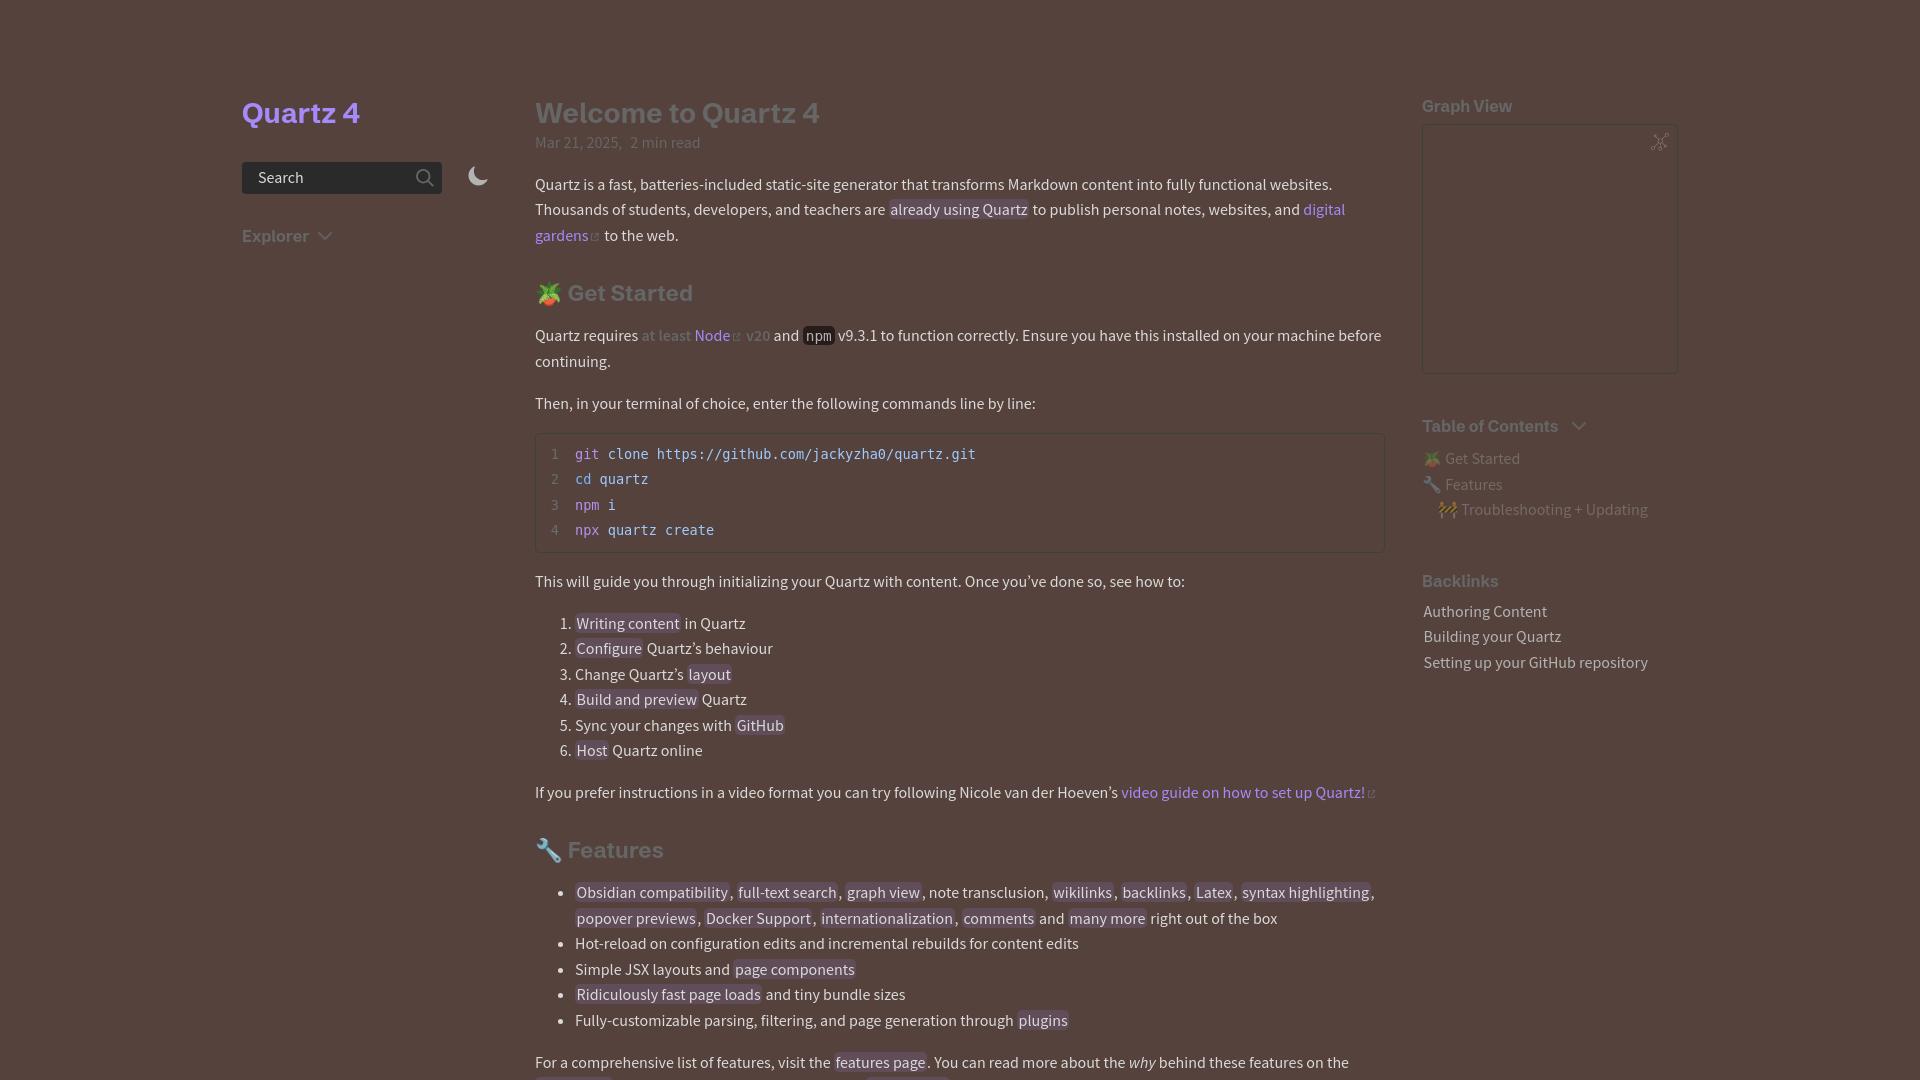 Quartz 4
Search
Explorer
Welcome to Quartz 4
Mar 21, 2025, 2 min read
Quartz is a fast, batteries-included static-site generator that transforms Markdown content into fully functional websites.
Thousands of students, developers, and teachers are already using Quartz to publish personal notes, websites, and digital
gardens to the web.
🪴 Get Started
Quartz requires at least Node v20 and npm v9.3.1 to function correctly. Ensure you have this installed on your machine before
continuing.
Then, in your terminal of choice, enter the following commands line by line:
1 git clone https://github.com/jackyzha0/quartz.git
2 cd quartz
3 npm i
4 npx quartz create
This will guide you through initializing your Quartz with content. Once you’ve done so, see how to:
1. Writing content in Quartz
2. Configure Quartz’s behaviour
3. Change Quartz’s layout
4. Build and preview Quartz
5. Sync your changes with GitHub
6. Host Quartz online
If you prefer instructions in a video format you can try following Nicole van der Hoeven’s video guide on how to set up Quartz!
🔧 Features
• Obsidian compatibility, full-text search, graph view, note transclusion, wikilinks, backlinks, Latex, syntax highlighting,
popover previews, Docker Support, internationalization, comments and many more right out of the box
• Hot-reload on configuration edits and incremental rebuilds for content edits
• Simple JSX layouts and page components
• Ridiculously fast page loads and tiny bundle sizes
• Fully-customizable parsing, filtering, and page generation through plugins
For a comprehensive list of features, visit the features page. You can read more about the why behind these features on the
Graph View
Table of Contents
🪴 Get Started
🔧 Features
🚧 Troubleshooting + Updating
Backlinks
Authoring Content
Building your Quartz
Setting up your GitHub repository